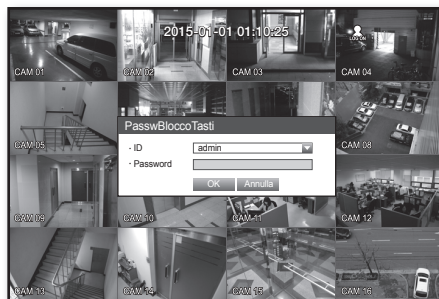 2015-01-01 01:10:25
LOG ON
CAM 01
CAM 02
CAM 03
CAM 04
CAM 05
CAM 08
PasswBloccoTasti
- ID
admin
- Password
OK
Annulla
CAM 09
CAM 10
CAM 11
CAM 12
CAM 13
CAM 14
CAM 15
CAM 16